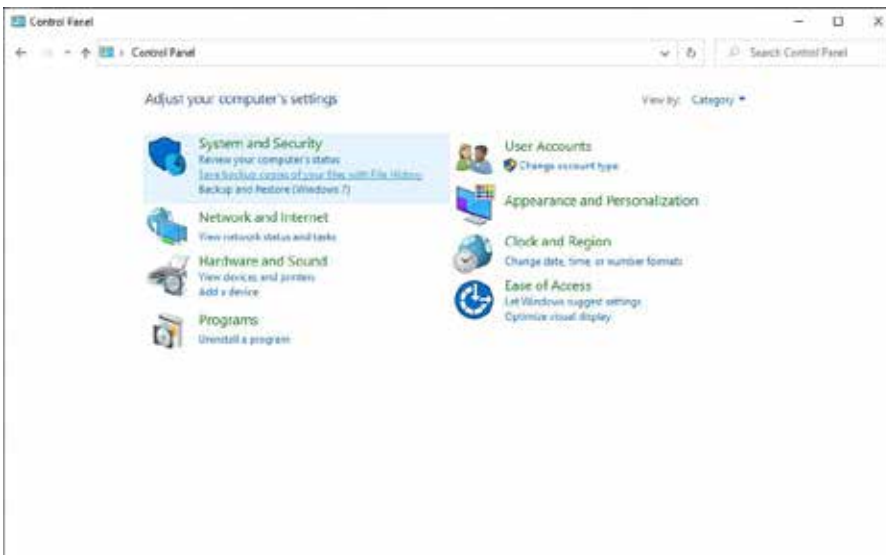 Control Panel
Control Panel
Search Control Panel
Adjust your computer's settings
View by: Category
System and Security
Review your computer's status
Save backup copies of your files with File History
Backup and Restore (Windows 7)
Network and Internet
View network status and tasks
Hardware and Sound
View devices and printers
Add a device
Programs
Uninstall a program
User Accounts
Change account type
Appearance and Personalization
Clock and Region
Change date, time, or number formats
Ease of Access
Let Windows suggest settings
Optimize visual display